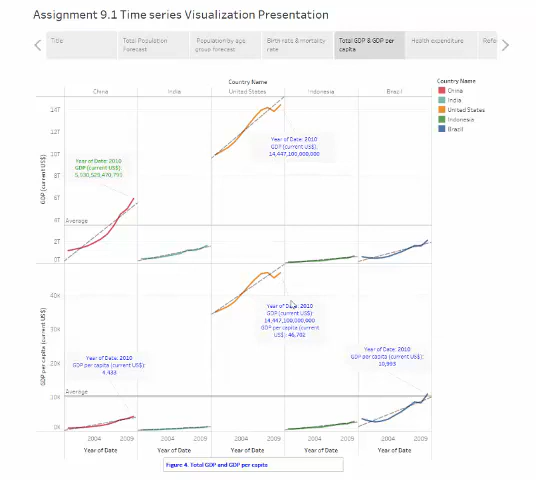 Assignment 9.1 Time series Visualization Presentation
Title
Total Population Forecast
Population by age group forecast
Birth rate & mortality rate
Total GDP & GDP per capita
Health expenditure
Refe
Country Name
China
India
United States
Indonesia
Brazil
Country Name
China
India
United States
Indonesia
Brazil
GDP (current US$)
14T
12T
10T
8T
6T
4T
2T
0T
Average
Year of Date: 2010
GDP (current US$):
14,447,100,000,000
Year of Date: 2010
GDP (current US$):
GDP per capita (current US$)
40K
30K
20K
10K
0K
Average
Year of Date: 2010
GDP (current US$):
14,447,100,000,000
GDP per capita (current
US$): 46,702
Year of Date: 2010
GDP per capita (current US$):
4,433
Year of Date: 2010
GDP per capita (current US$):
10,993
2004
2009
2004
2009
2004
2009
2004
2009
2004
2009
Year of Date
Year of Date
Year of Date
Year of Date
Year of Date
Figure 4. Total GDP and GDP per capita